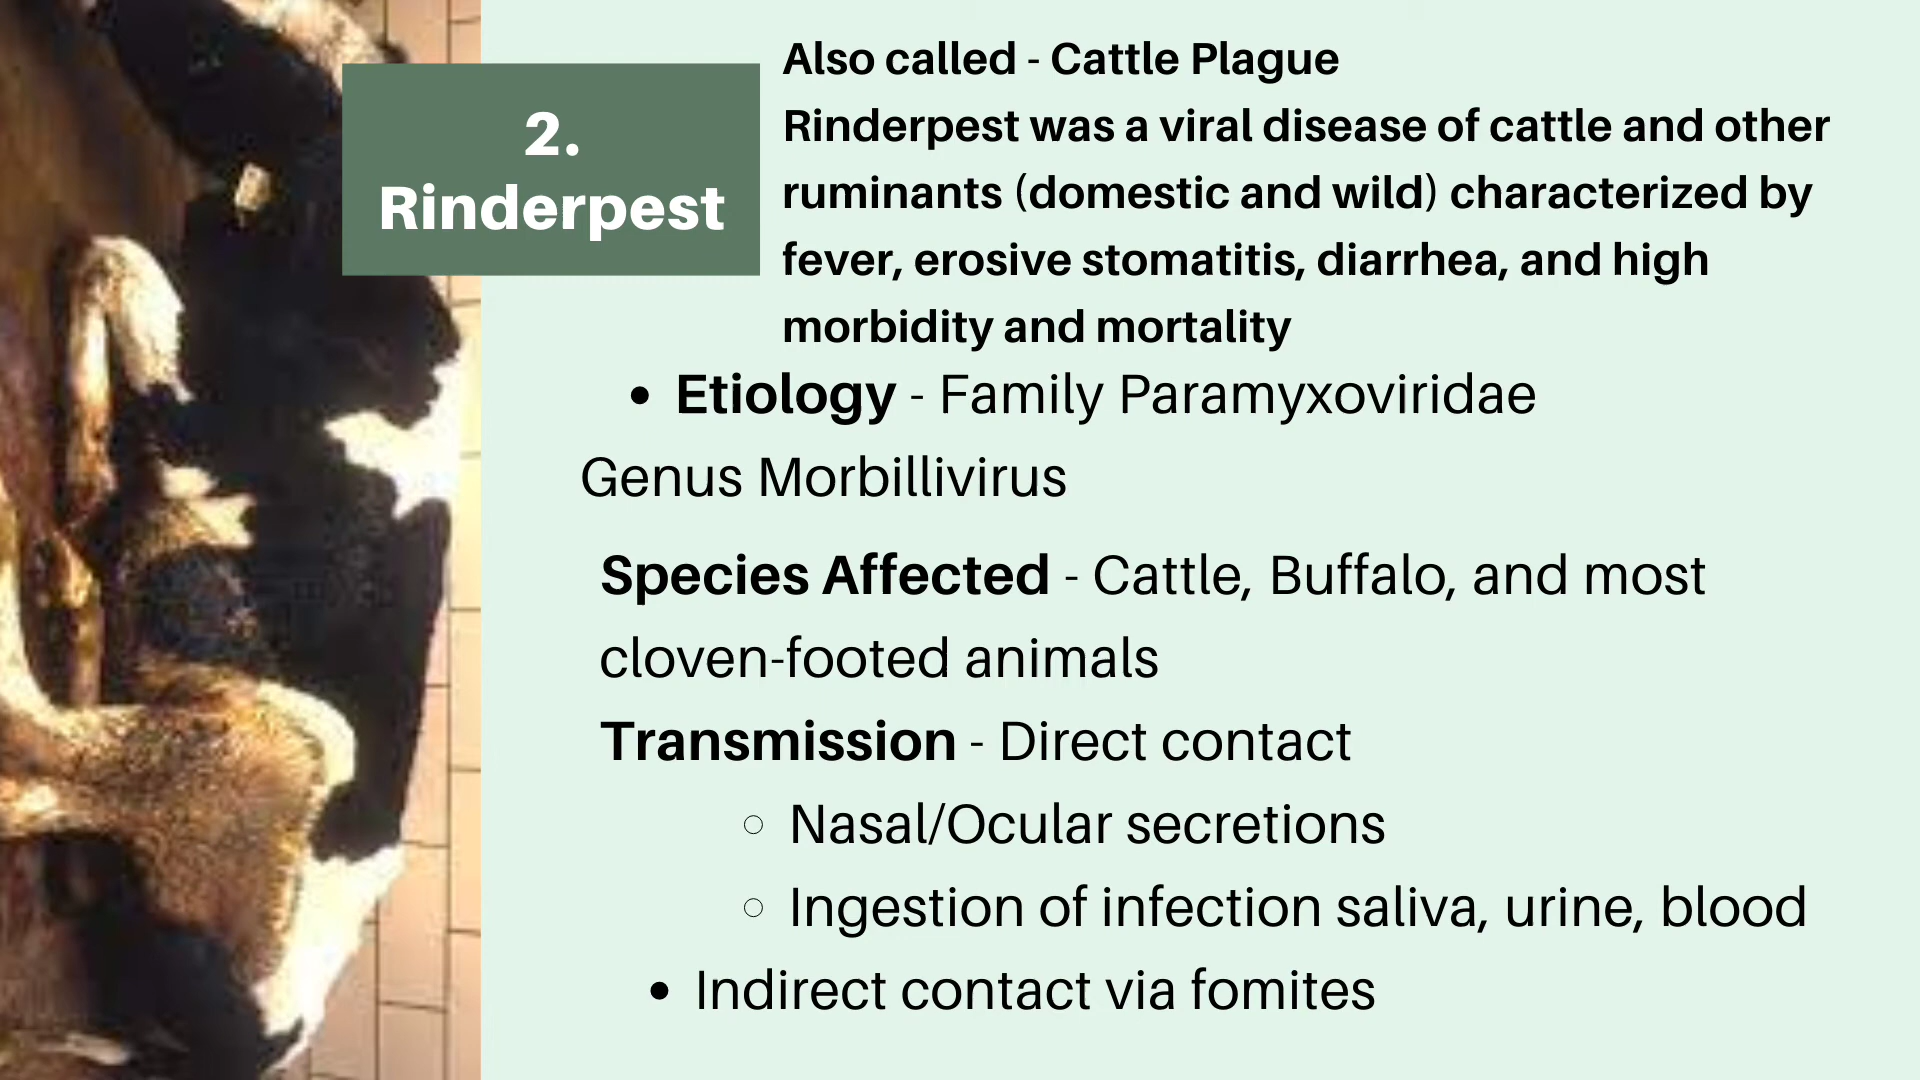 2.
Rinderpest
Also called - Cattle Plague
Rinderpest was a viral disease of cattle and other
ruminants (domestic and wild) characterized by
fever, erosive stomatitis, diarrhea, and high
morbidity and mortality
• Etiology - Family Paramyxoviridae
Genus Morbillivirus
Species Affected - Cattle, Buffalo, and most
cloven-footed animals
Transmission - Direct contact
○ Nasal/Ocular secretions
○ Ingestion of infection saliva, urine, blood
• Indirect contact via fomites